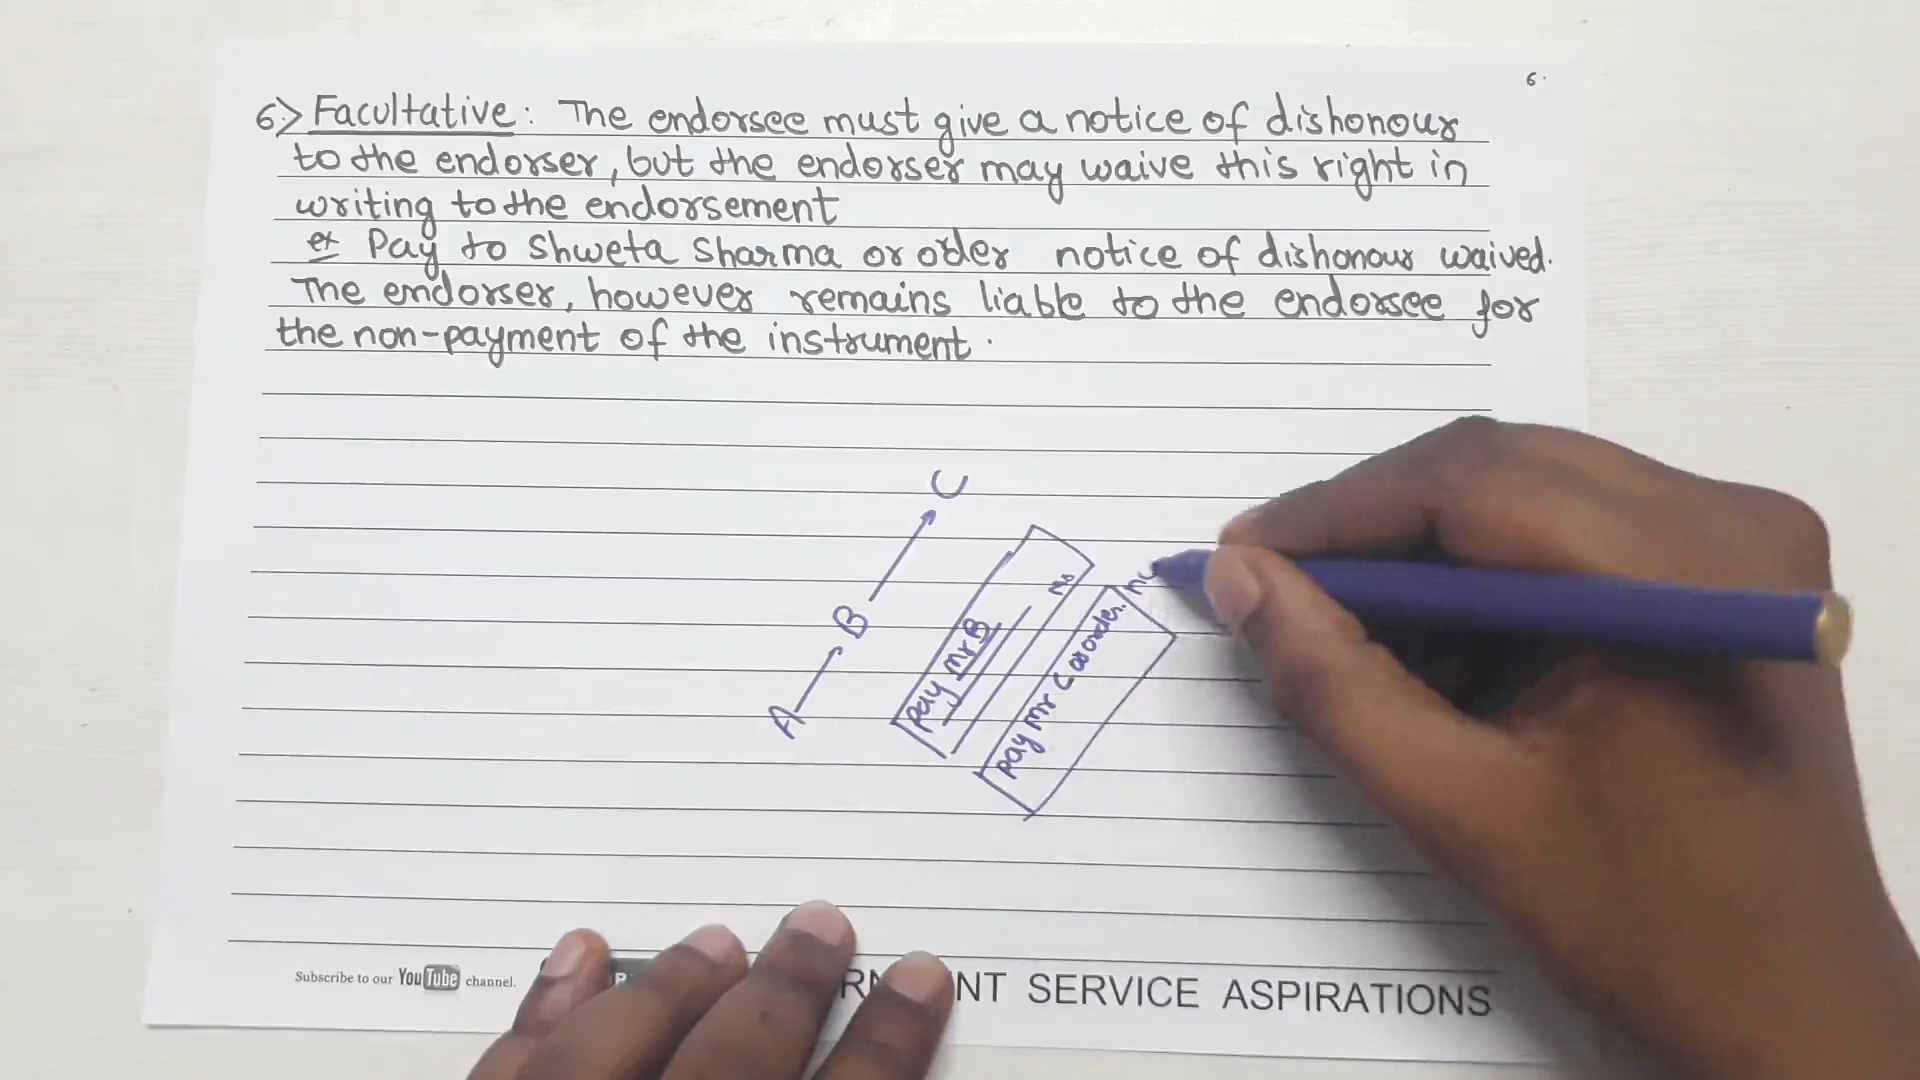 6.
6> Facultative: The endorsee must give a notice of dishonour
to the endorser, but the endorser may waive this right in
writing to the endorsement
ex Pay to Shweta Sharma or order notice of dishonour waived.
The endorser, however remains liable to the endorsee for
the non-payment of the instrument.
C
B
A
pay Mr B
pay Mr C or order.
Subscribe to our YouTube channel.
NT SERVICE ASPIRATIONS